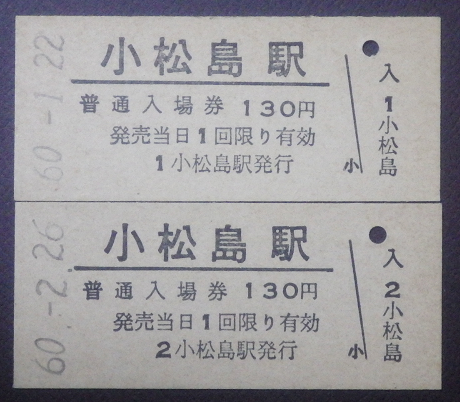 60.-1.22
小松島駅
普通入場券 130円
発売当日1回限り有効
1小松島駅発行
小
入
1
小松島
60.-2.26
小松島駅
普通入場券 130円
発売当日1回限り有効
2小松島駅発行
小
入
2
小松島